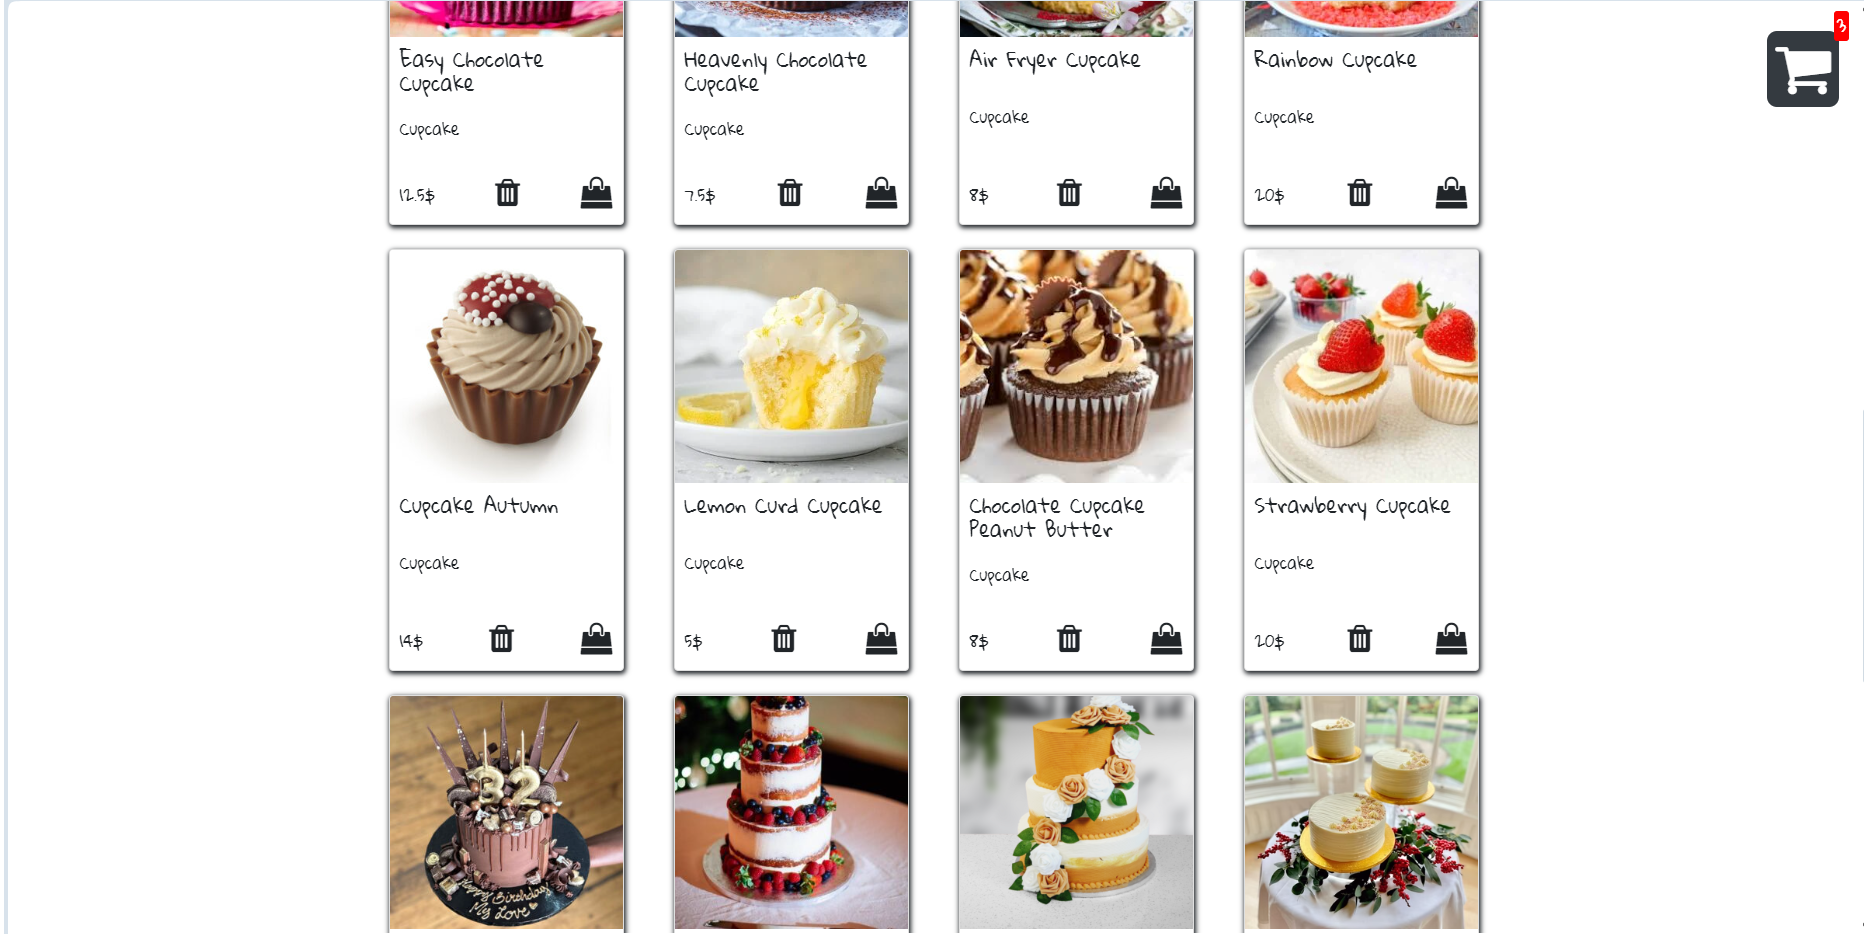 3
Easy Chocolate
Cupcake
Cupcake
12.5$
Heavenly Chocolate
Cupcake
Cupcake
7.5$
Air Fryer Cupcake
Cupcake
8$
Rainbow Cupcake
Cupcake
20$
Cupcake Autumn
Cupcake
14$
Lemon Curd Cupcake
Cupcake
5$
Chocolate Cupcake
Peanut Butter
Cupcake
8$
Strawberry Cupcake
Cupcake
20$
32
Happy Birthday!
My Love